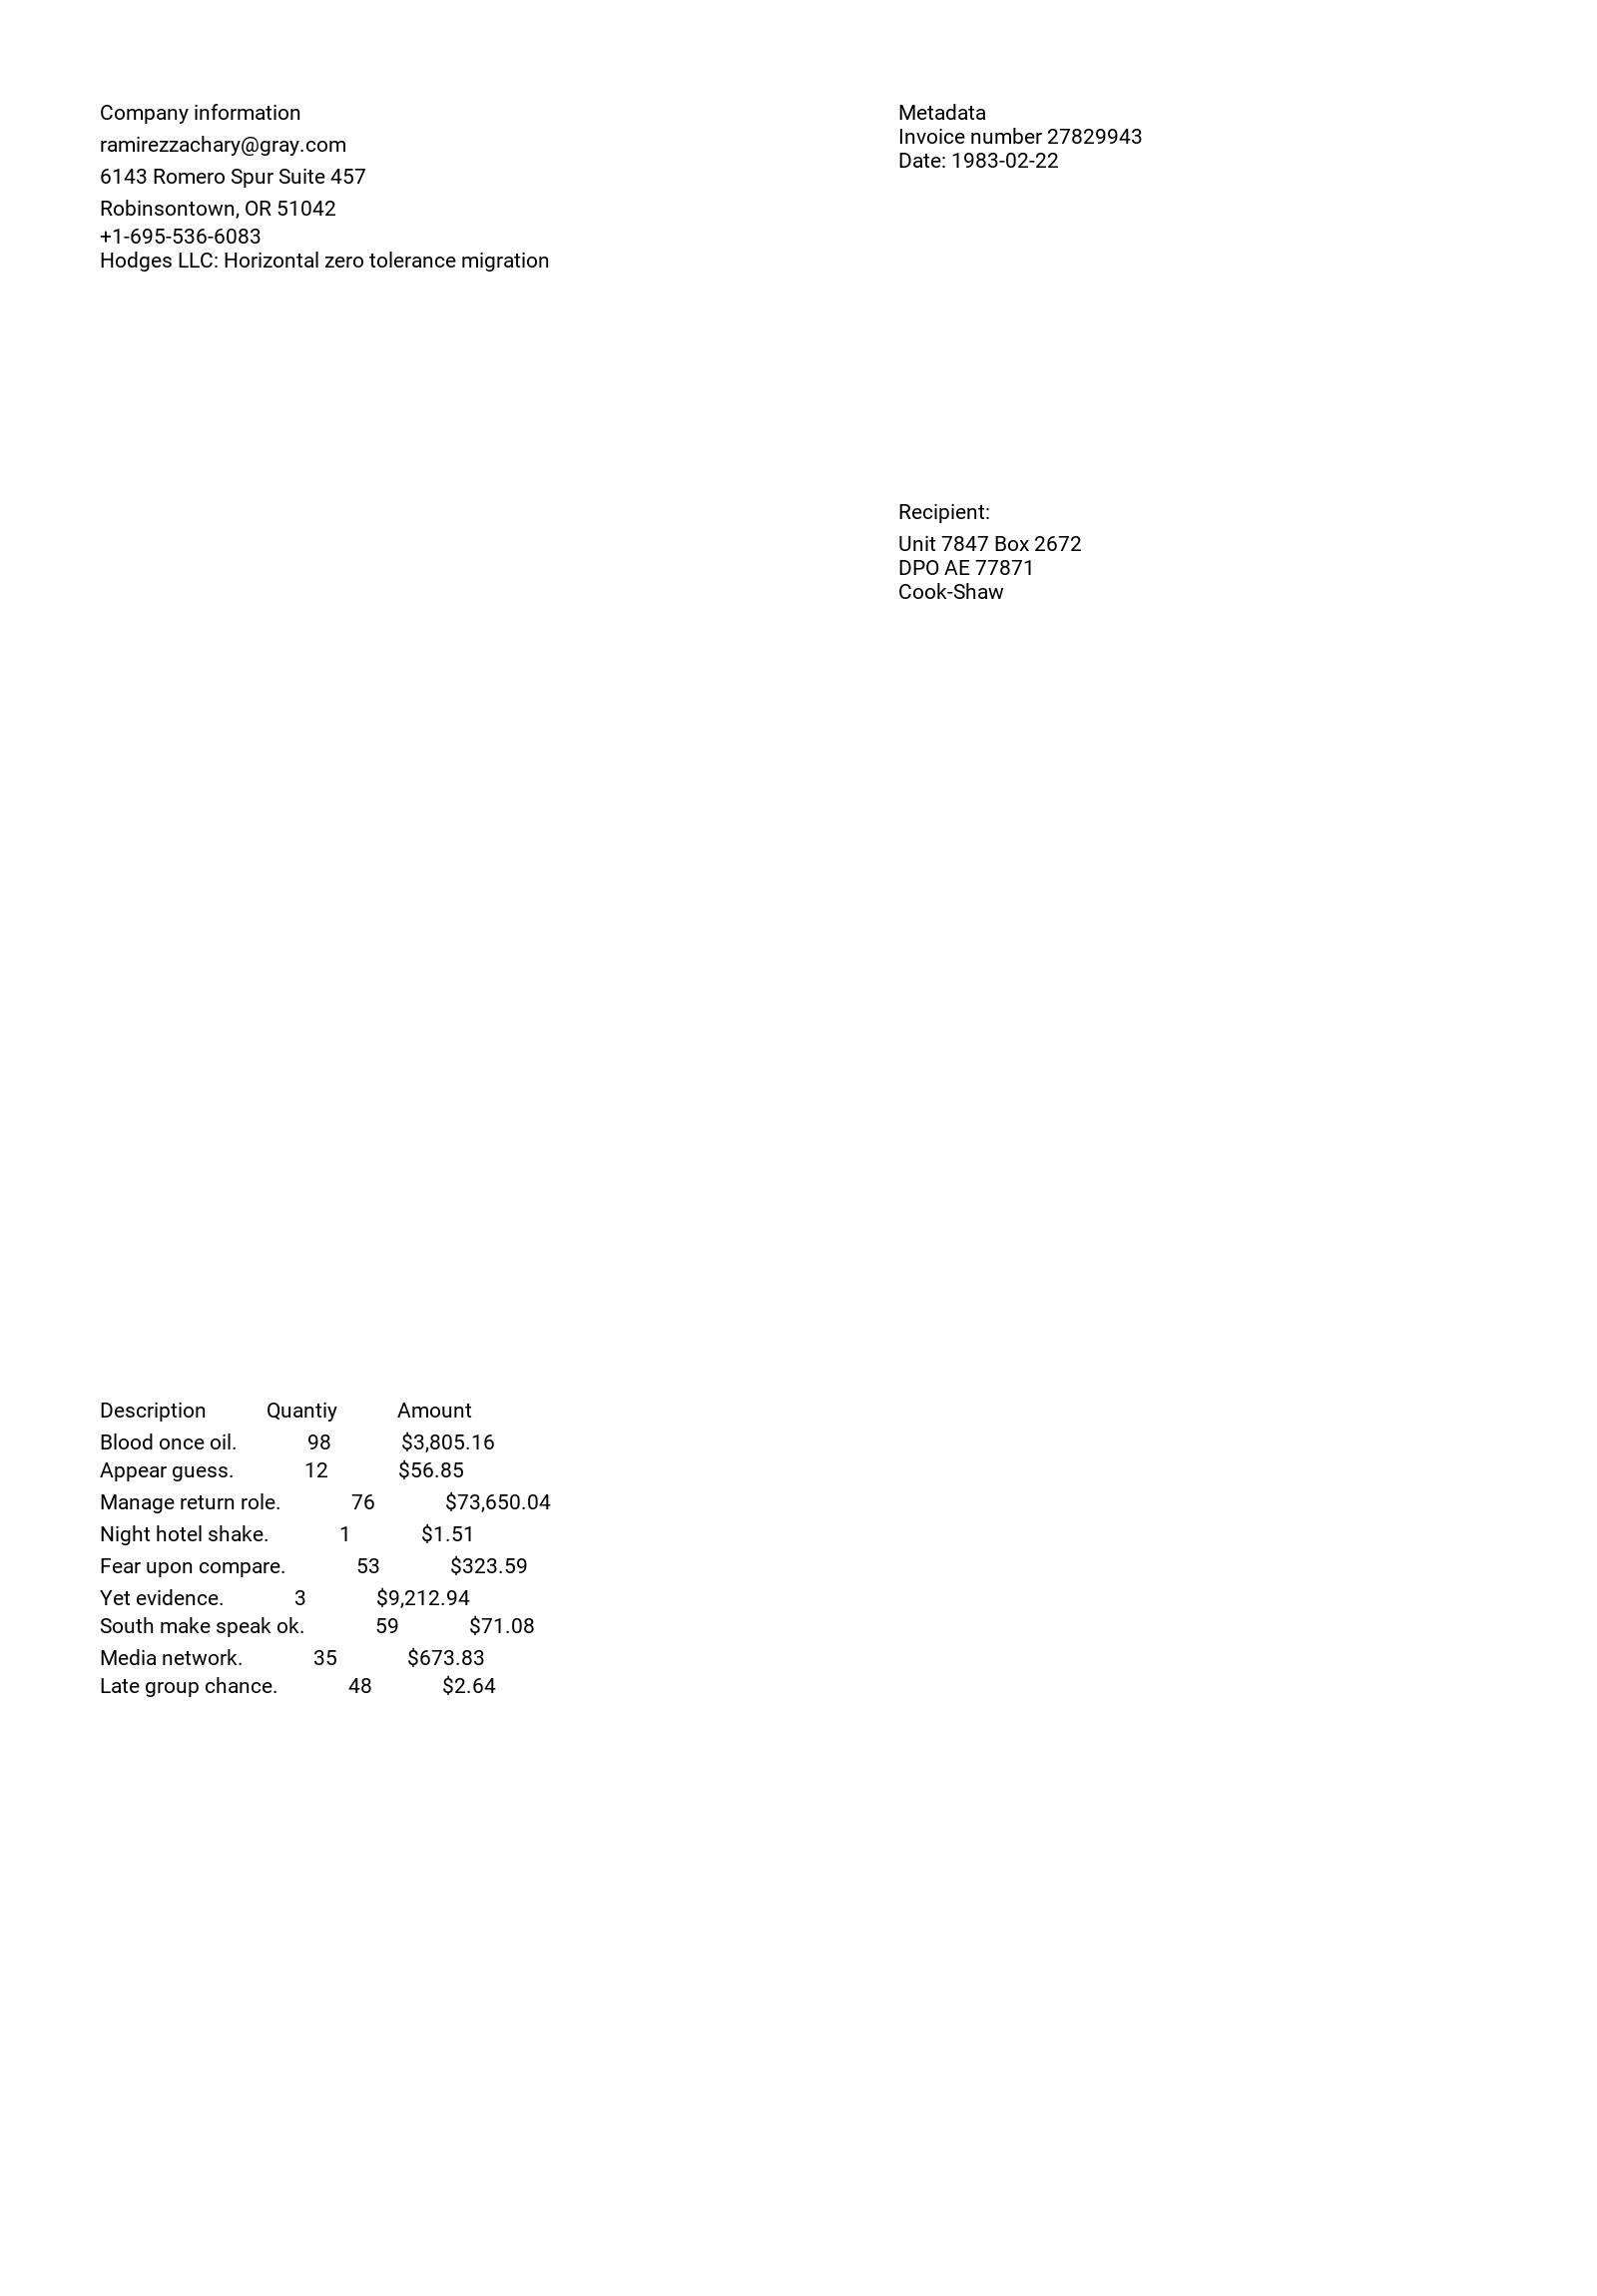 Company information
ramirezzachary@gray.com
6143 Romero Spur Suite 457
Robinsontown, OR 51042
+1-695-536-6083
Hodges LLC: Horizontal zero tolerance migration
Metadata
Invoice number 27829943
Date: 1983-02-22
Recipient:
Unit 7847 Box 2672
DPO AE 77871
Cook-Shaw
Description Quantiy Amount
Blood once oil. 98 $3,805.16
Appear guess. 12 $56.85
Manage return role. 76 $73,650.04
Night hotel shake. 1 $1.51
Fear upon compare. 53 $323.59
Yet evidence. 3 $9,212.94
South make speak ok. 59 $71.08
Media network. 35 $673.83
Late group chance. 48 $2.64